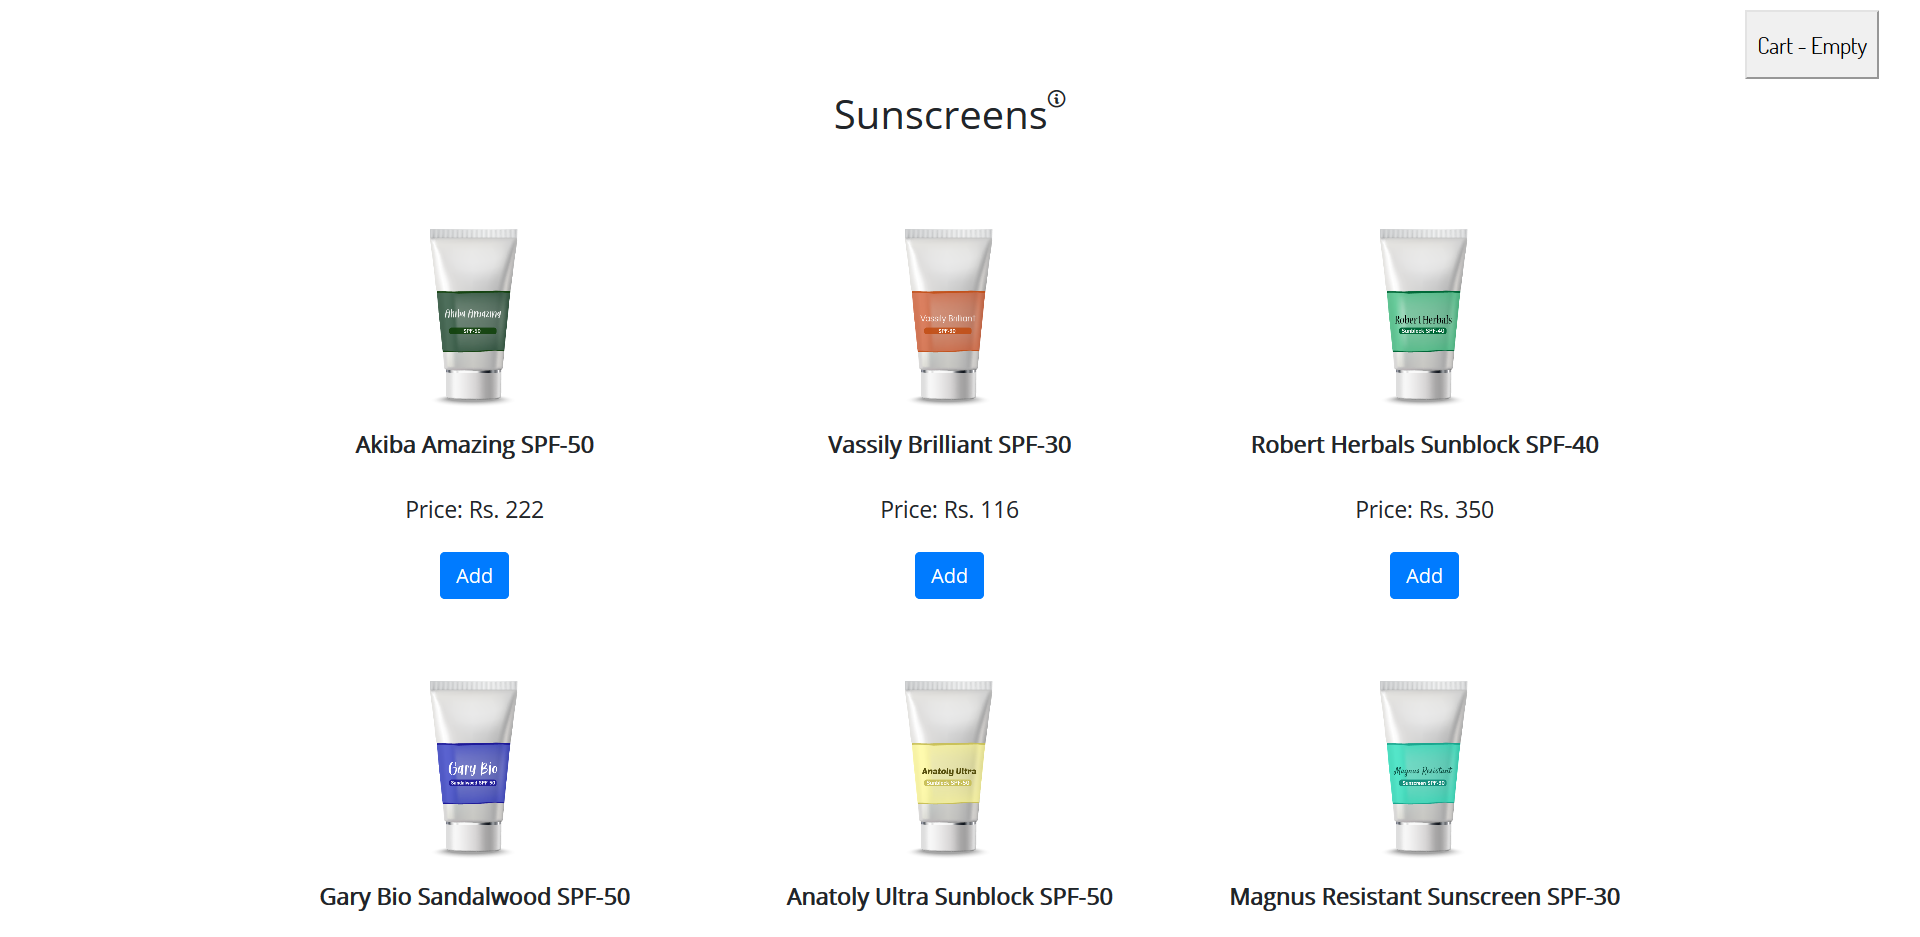 Cart - Empty
Sunscreens
Akiba Amazing
SPF-50
Vassily Brilliant
SPF-30
Robert Herbals
Sunblock SPF-40
Akiba Amazing SPF-50
Vassily Brilliant SPF-30
Robert Herbals Sunblock SPF-40
Price: Rs. 222
Price: Rs. 116
Price: Rs. 350
Add
Add
Add
Gary Bio
Sandalwood SPF-50
Anatoly Ultra
Sunblock SPF-50
Magnus Resistant
Sunscreen SPF-30
Gary Bio Sandalwood SPF-50
Anatoly Ultra Sunblock SPF-50
Magnus Resistant Sunscreen SPF-30